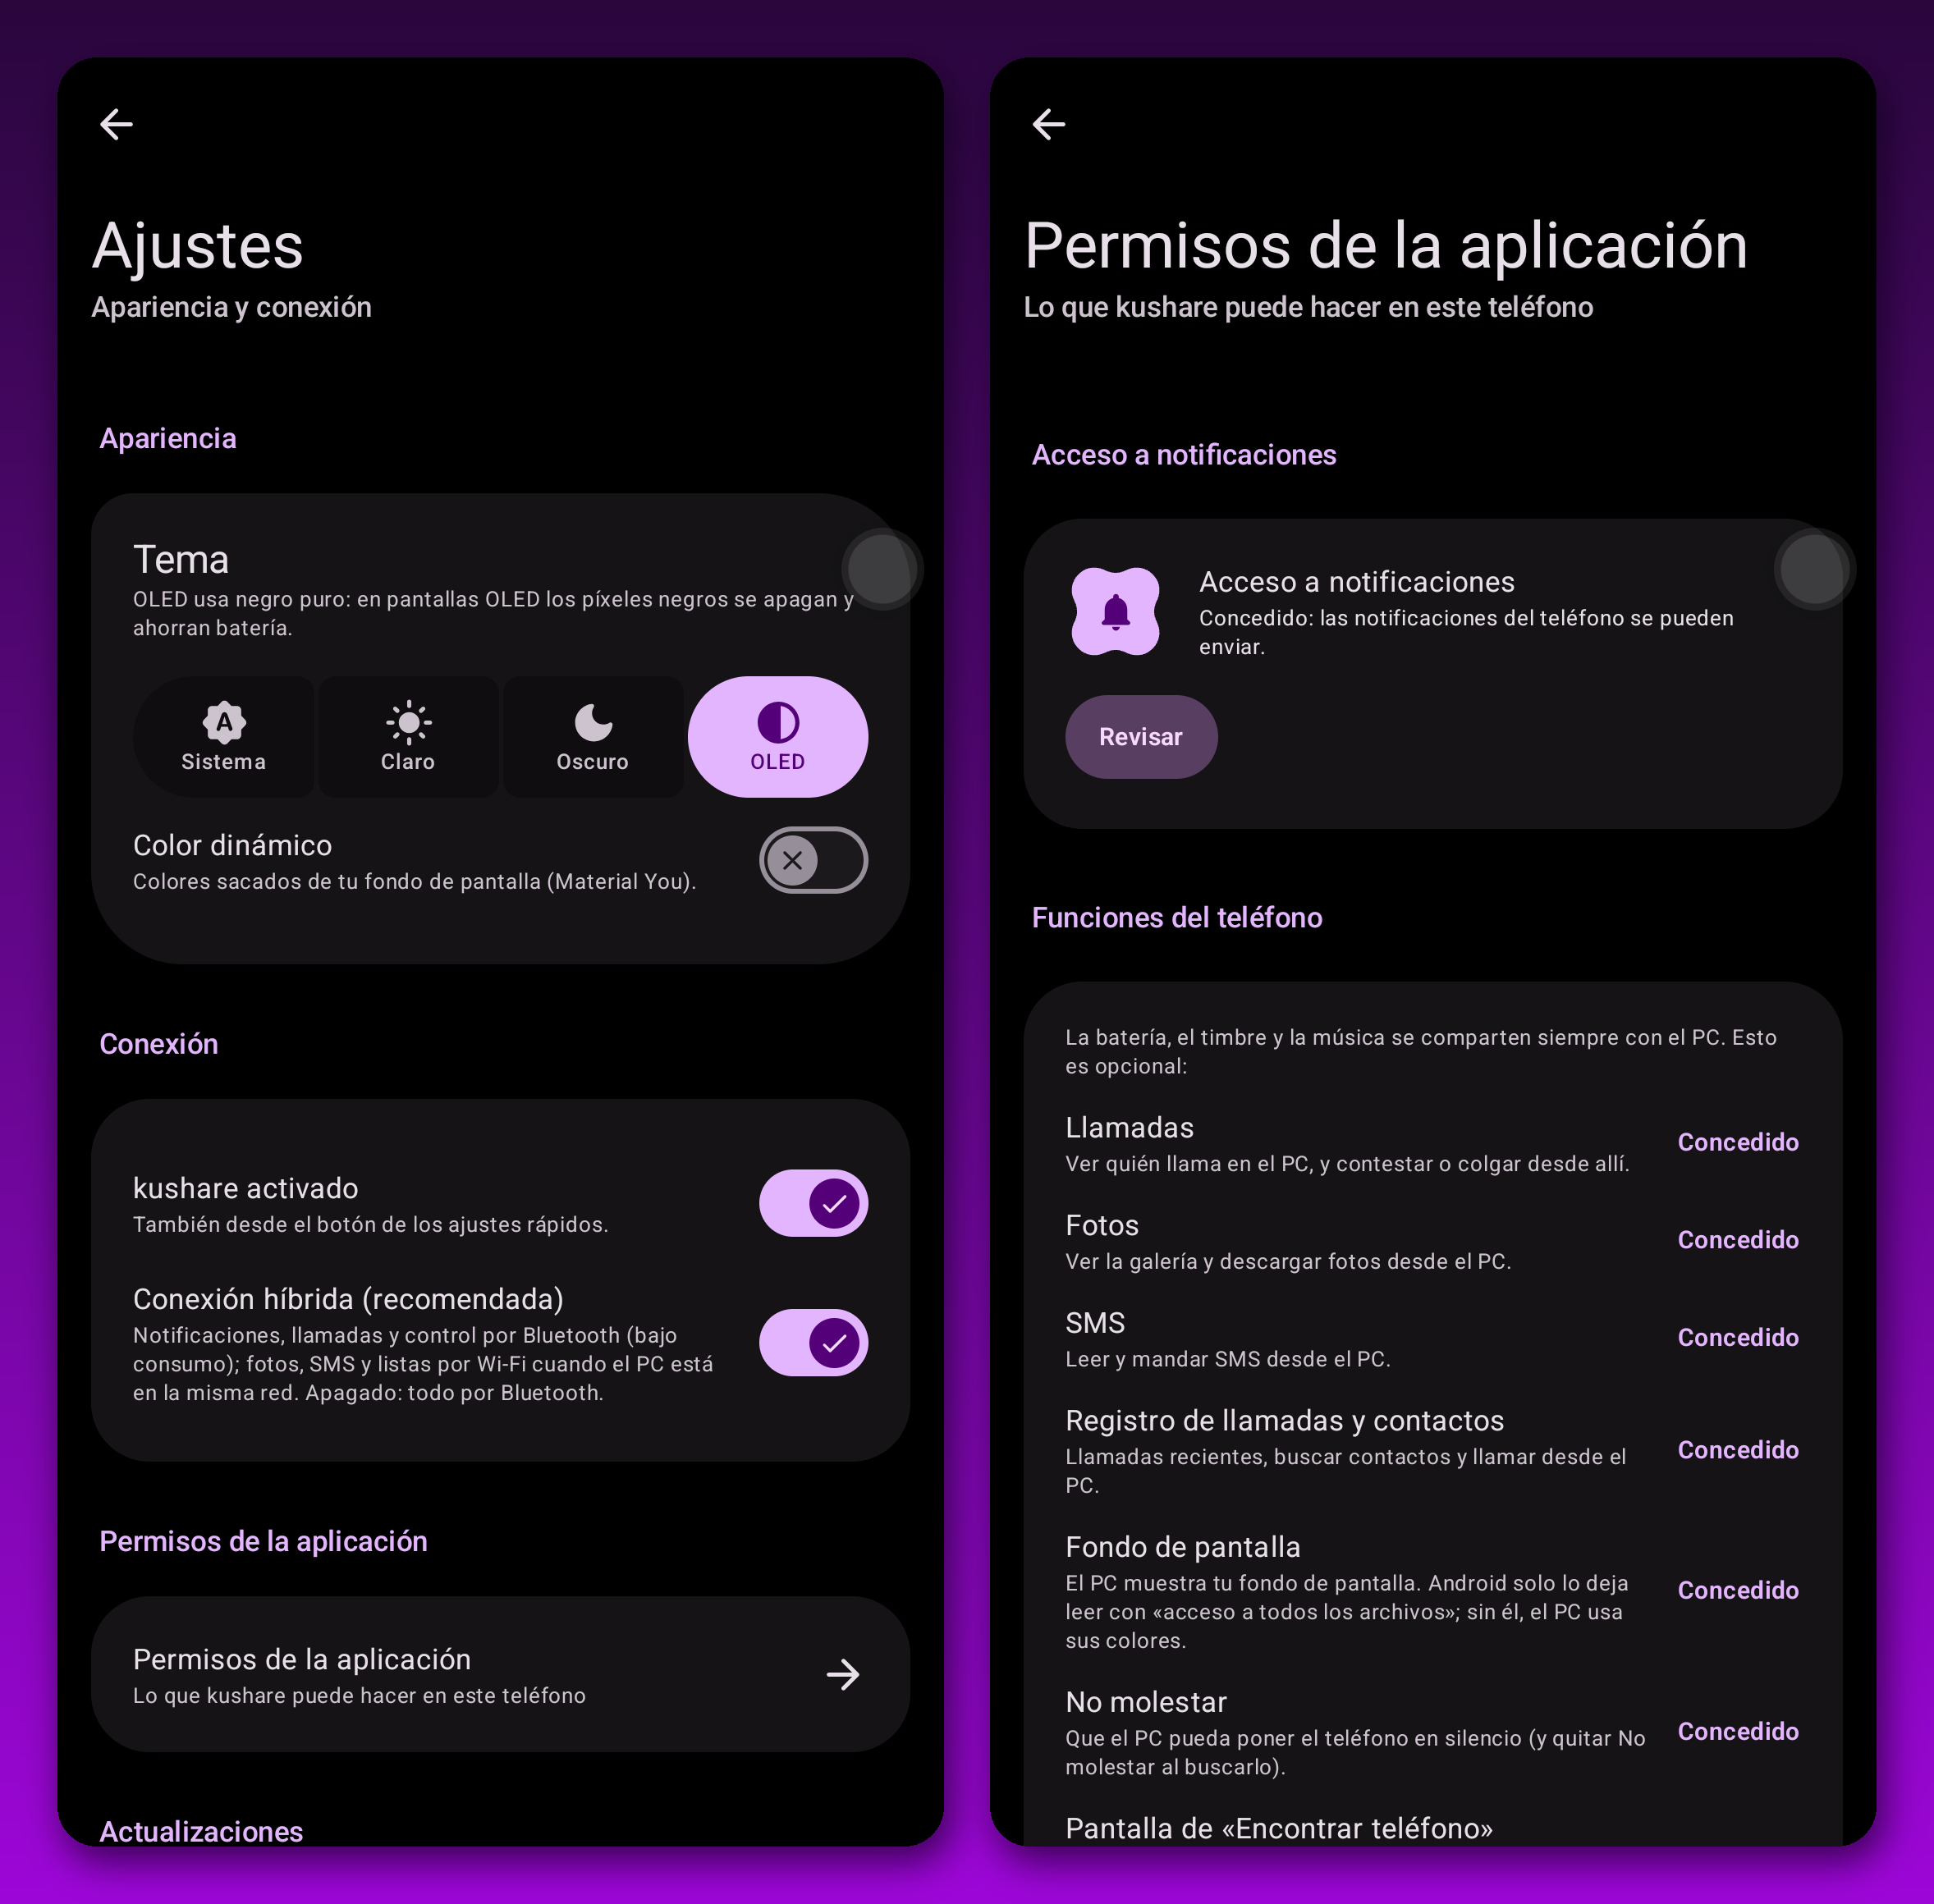 Ajustes
Apariencia y conexión
Apariencia
Tema
OLED usa negro puro: en pantallas OLED los píxeles negros se apagan y
ahorran batería.
Sistema
Claro
Oscuro
OLED
Color dinámico
Colores sacados de tu fondo de pantalla (Material You).
Conexión
kushare activado
También desde el botón de los ajustes rápidos.
Conexión híbrida (recomendada)
Notificaciones, llamadas y control por Bluetooth (bajo
consumo); fotos, SMS y listas por Wi-Fi cuando el PC está
en la misma red. Apagado: todo por Bluetooth.
Permisos de la aplicación
Permisos de la aplicación
Lo que kushare puede hacer en este teléfono
Actualizaciones
Permisos de la aplicación
Lo que kushare puede hacer en este teléfono
Acceso a notificaciones
Acceso a notificaciones
Concedido: las notificaciones del teléfono se pueden
enviar.
Revisar
Funciones del teléfono
La batería, el timbre y la música se comparten siempre con el PC. Esto
es opcional:
Llamadas
Ver quién llama en el PC, y contestar o colgar desde allí.
Concedido
Fotos
Ver la galería y descargar fotos desde el PC.
Concedido
SMS
Leer y mandar SMS desde el PC.
Concedido
Registro de llamadas y contactos
Llamadas recientes, buscar contactos y llamar desde el
PC.
Concedido
Fondo de pantalla
El PC muestra tu fondo de pantalla. Android solo lo deja
leer con «acceso a todos los archivos»; sin él, el PC usa
sus colores.
Concedido
No molestar
Que el PC pueda poner el teléfono en silencio (y quitar No
molestar al buscarlo).
Concedido
Pantalla de «Encontrar teléfono»